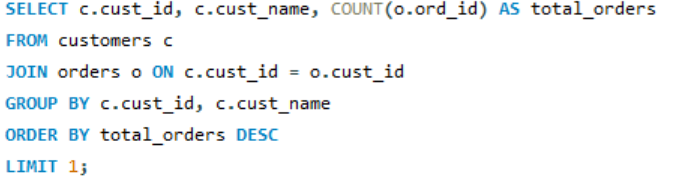 SELECT c.cust_id, c.cust_name, COUNT(o.ord_id) AS total_orders
FROM customers c
JOIN orders o ON c.cust_id = o.cust_id
GROUP BY c.cust_id, c.cust_name
ORDER BY total_orders DESC
LIMIT 1;